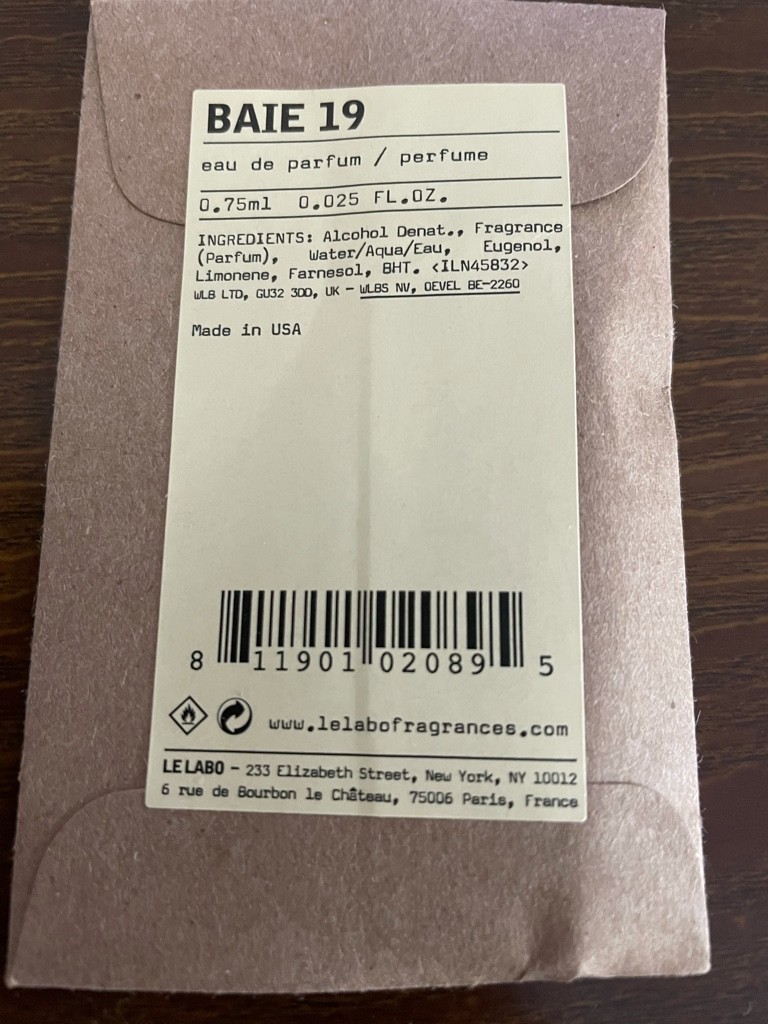 BAIE 19
eau de parfum / perfume
0.75ml 0.025 FL.OZ.
INGREDIENTS: Alcohol Denat., Fragrance
(Parfum), Water/Aqua/Eau, Eugenol,
Limonene, Farnesol, BHT. <ILN45832>
WLB LTD, GU32 3QD, UK - WLBS NV, OEVEL BE-2260
Made in USA
8 11901 02089 5
www.lelabofragrances.com
LE LABO - 233 Elizabeth Street, New York, NY 10012
6 rue de Bourbon le Château, 75006 Paris, France